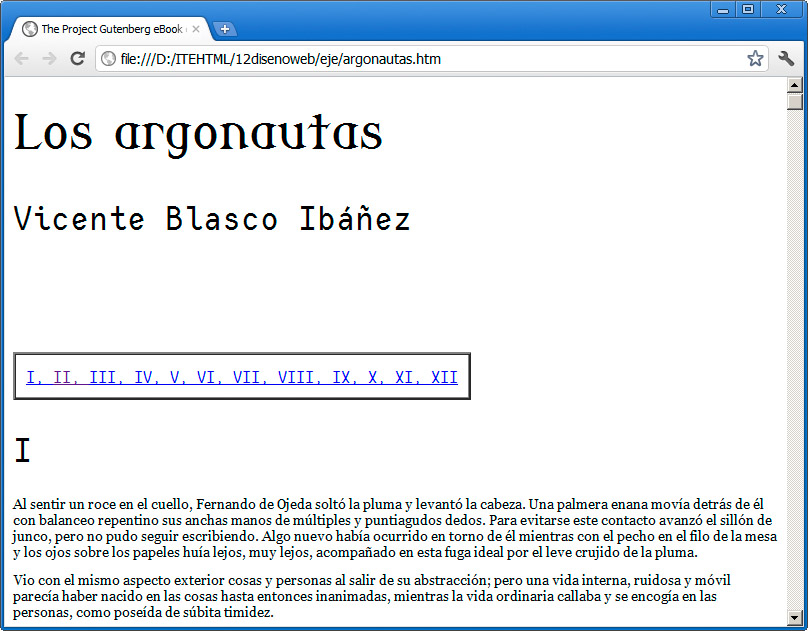 The Project Gutenberg eBook
file:///D:/ITEHTML/12disenoweb/eje/argonautas.htm
Los argonautas
Vicente Blasco Ibáñez
I, II, III, IV, V, VI, VII, VIII, IX, X, XI, XII
I
Al sentir un roce en el cuello, Fernando de Ojeda soltó la pluma y levantó la cabeza. Una palmera enana movía detrás de él
con balanceo repentino sus anchas manos de múltiples y puntiagudos dedos. Para evitarse este contacto avanzó el sillón de
junco, pero no pudo seguir escribiendo. Algo nuevo había ocurrido en torno de él mientras con el pecho en el filo de la mesa
y los ojos sobre los papeles huía lejos, muy lejos, acompañado en esta fuga ideal por el leve crujido de la pluma.
Vio con el mismo aspecto exterior cosas y personas al salir de su abstracción; pero una vida interna, ruidosa y móvil
parecía haber nacido en las cosas hasta entonces inanimadas, mientras la vida ordinaria callaba y se encogía en las
personas, como poseída de súbita timidez.